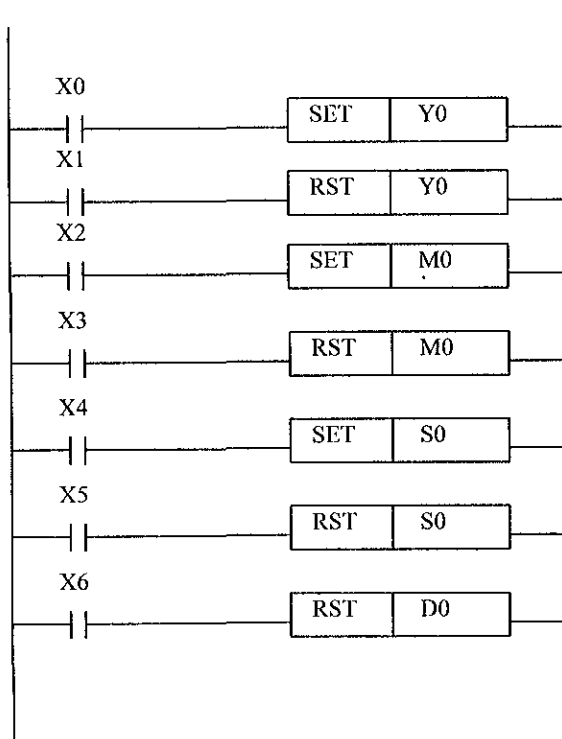 X0
SET Y0
X1
RST Y0
X2
SET M0
X3
RST M0
X4
SET S0
X5
RST S0
X6
RST D0